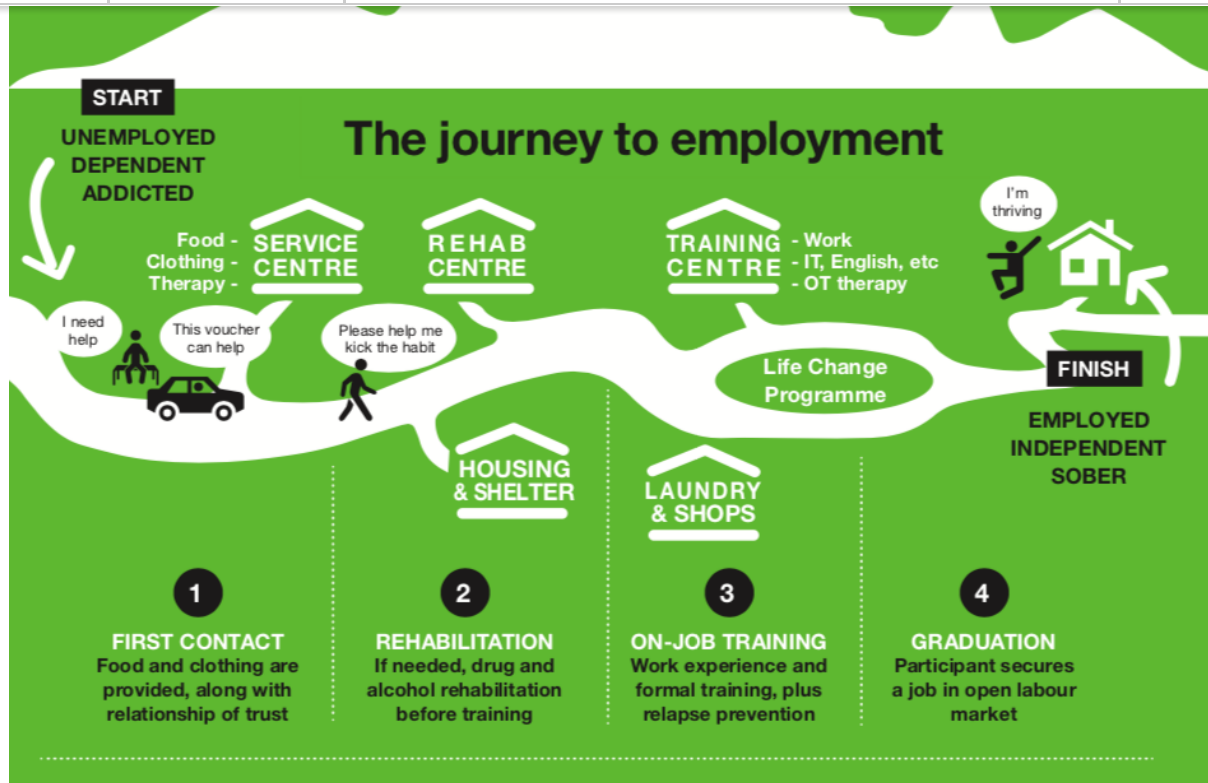 START
UNEMPLOYED
DEPENDENT
ADDICTED
The journey to employment
Food -
Clothing -
Therapy -
SERVICE
CENTRE
REHAB
CENTRE
TRAINING
CENTRE
- Work
- IT, English, etc
- OT therapy
I'm
thriving
I need
help
This voucher
can help
Please help me
kick the habit
Life Change
Programme
FINISH
EMPLOYED
INDEPENDENT
SOBER
HOUSING
& SHELTER
LAUNDRY
& SHOPS
1
FIRST CONTACT
Food and clothing are
provided, along with
relationship of trust
2
REHABILITATION
If needed, drug and
alcohol rehabilitation
before training
3
ON-JOB TRAINING
Work experience and
formal training, plus
relapse prevention
4
GRADUATION
Participant secures
a job in open labour
market